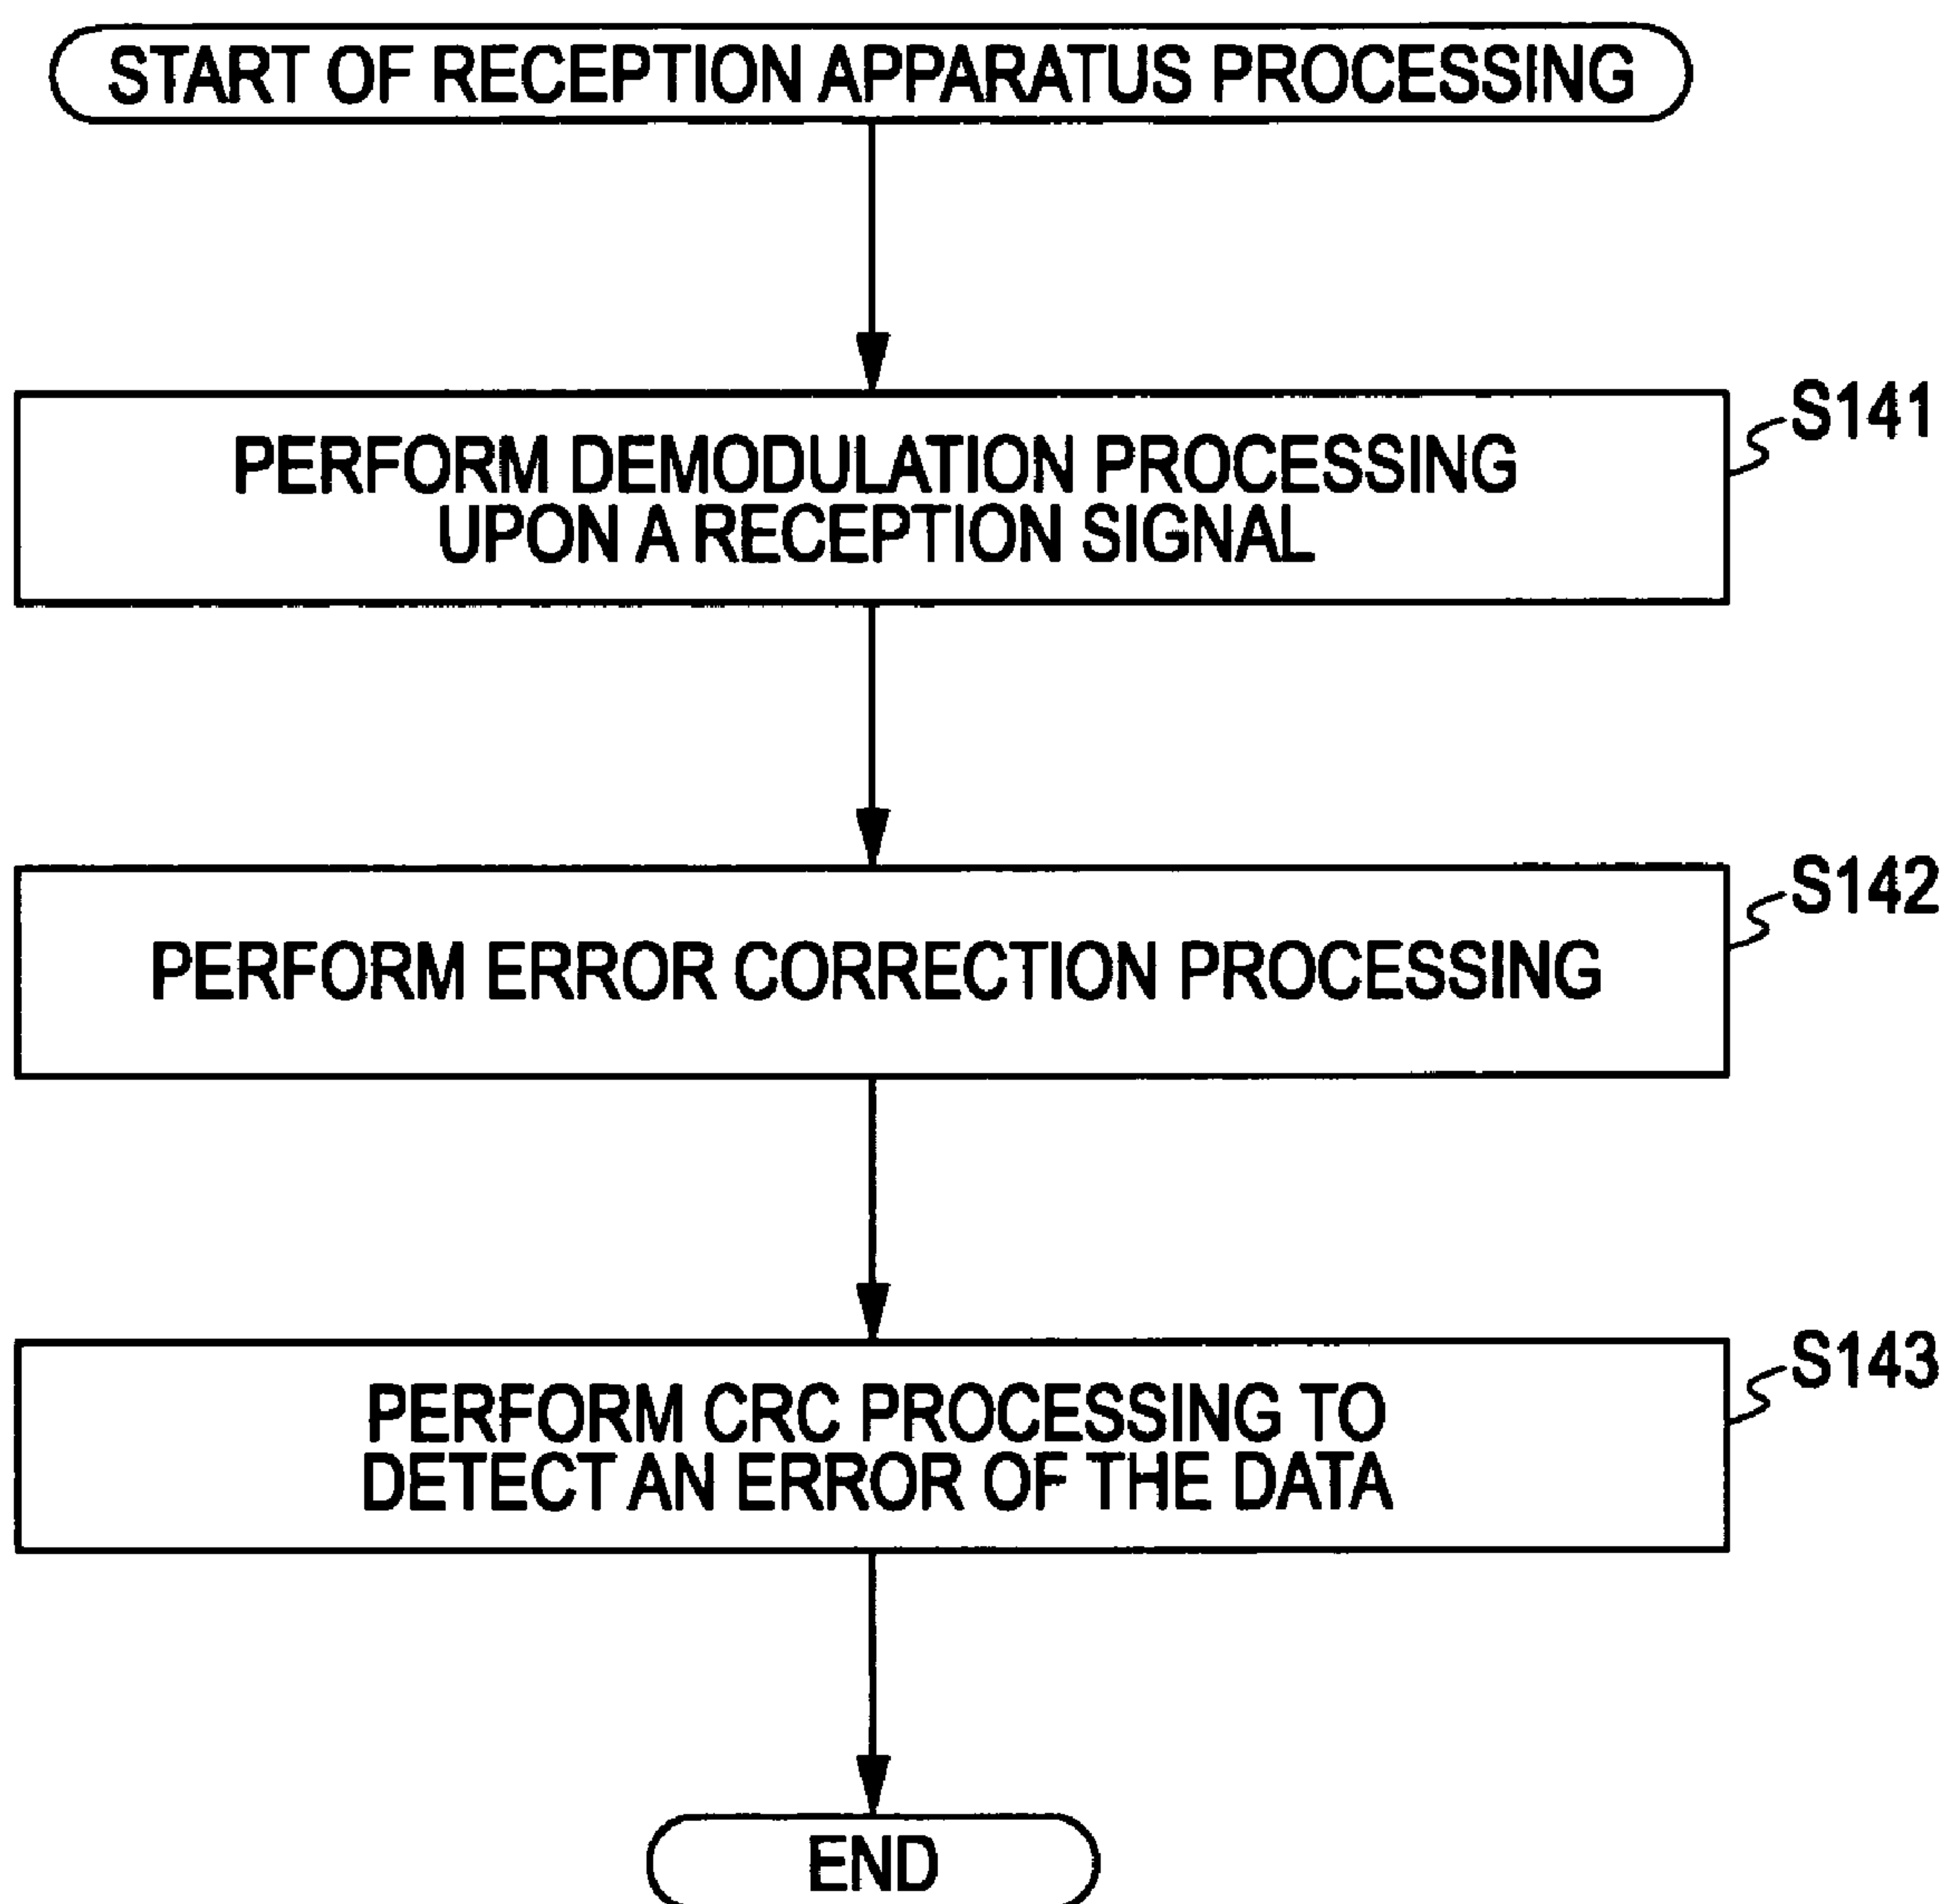 START OF RECEPTION APPARATUS PROCESSING
S141
PERFORM DEMODULATION PROCESSING
UPON A RECEPTION SIGNAL
S142
PERFORM ERROR CORRECTION PROCESSING
S143
PERFORM CRC PROCESSING TO
DETECT AN ERROR OF THE DATA
END